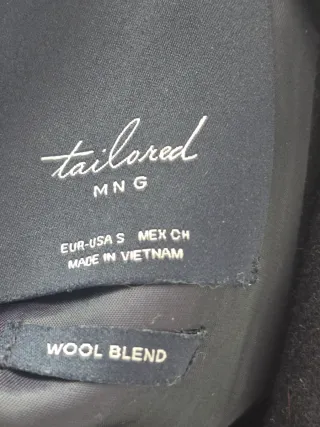 tailored
MNG
EUR-USA S MEX CH
MADE IN VIETNAM
WOOL BLEND